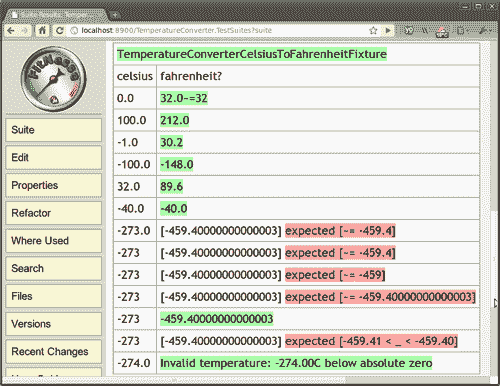 Suite Results: Tempera
localhost:8900/TemperatureConverter.TestSuites?suite
FitNesse
Suite
Edit
Properties
Refactor
Where Used
Search
Files
Versions
Recent Changes
TemperatureConverterCelsiusToFahrenheitFixture
celsius fahrenheit?
0.0 32.0~=32
100.0 212.0
-1.0 30.2
-100.0 -148.0
32.0 89.6
-40.0 -40.0
-273.0 [-459.40000000000003] expected [~= -459.4]
-273 [-459.40000000000003] expected [~= -459.4]
-273 [-459.40000000000003] expected [~= -459]
-273 [-459.40000000000003] expected [~= -459.40000000000003]
-273 -459.40000000000003
-273 [-459.40000000000003] expected [-459.41 < _ < -459.40]
-274.0 Invalid temperature: -274.00C below absolute zero